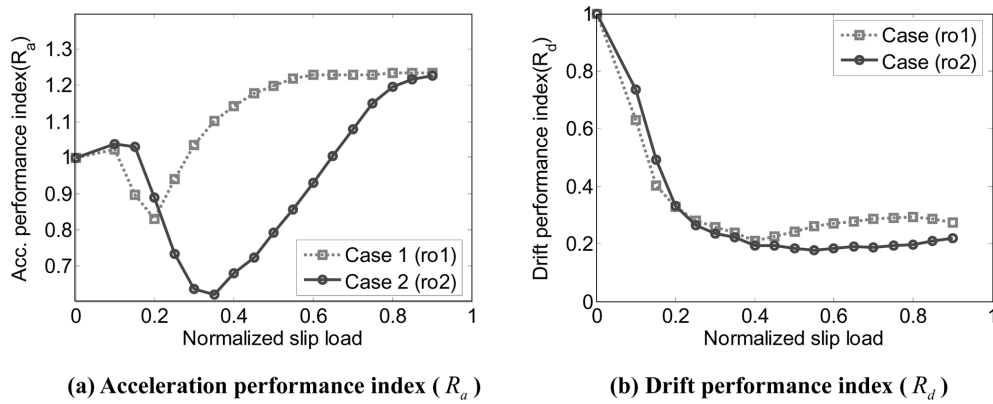 1.3
1.2
1.1
1
0.9
0.8
0.7
Acc. performance index(R_a)
0 0.2 0.4 0.6 0.8 1
Normalized slip load
Case 1 (ro1)
Case 2 (ro2)
(a) Acceleration performance index ( R_a )
1
0.8
0.6
0.4
0.2
0
Drift performance index(R_d)
0 0.2 0.4 0.6 0.8 1
Normalized slip load
Case (ro1)
Case (ro2)
(b) Drift performance index ( R_d )